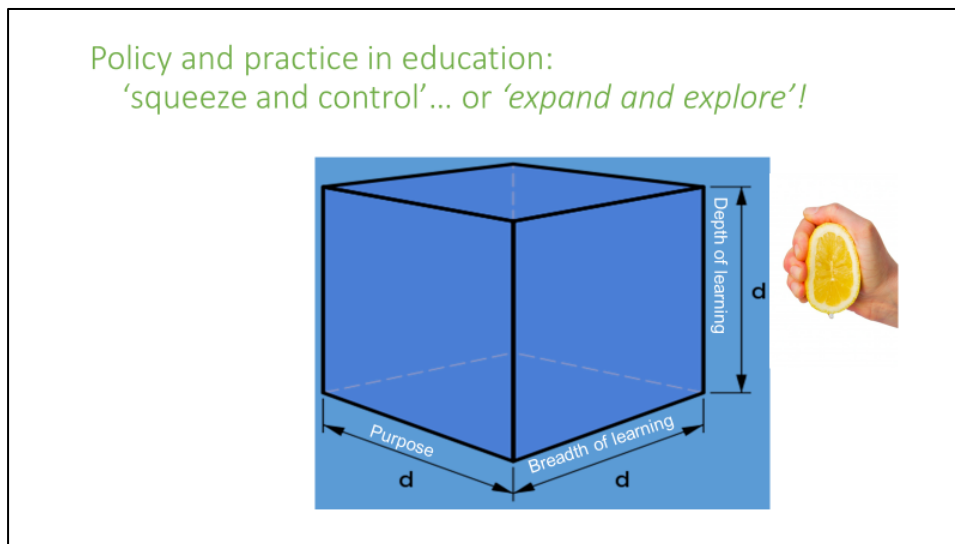 Policy and practice in education:
‘squeeze and control’... or ‘expand and explore’!
Depth of learning
d
Purpose
d
Breadth of learning
d